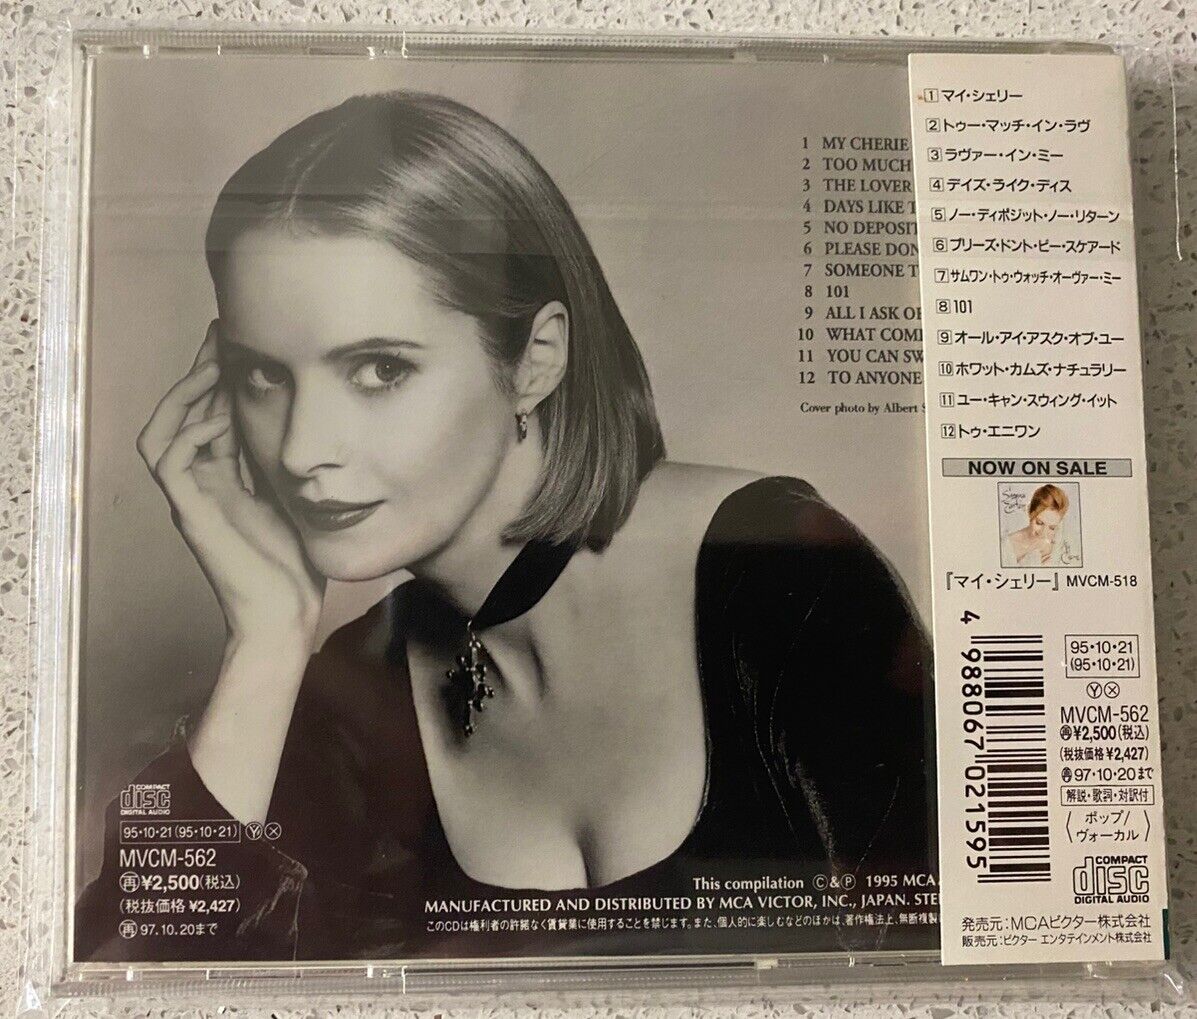 1 MY CHERIE
2 TOO MUCH
3 THE LOVER
4 DAYS LIKE
5 NO DEPOSIT
6 PLEASE DON
7 SOMEONE
8 101
9 ALL I ASK
10 WHAT
11 YOU CAN
12 TO ANYONE
Cover photo by Albert
1 マイ・シェリー
2 トゥー・マッチ・イン・ラヴ
3 ラヴァー・イン・ミー
4 デイズ・ライク・ディス
5 ノー・ディポジット・ノー・リターン
6 プリーズ・ドント・ビー・スケアード
7 サムワン・トゥ・ウォッチ・オーヴァー・ミー
8 101
9 オール・アイ・アスク・オブ・ユー
10 ホワット・カムズ・ナチュラリー
11 ユー・キャン・スウィング・イット
12 トゥ・エニワン
NOW ON SALE
『マイ・シェリー』 MVCM-518
4 988067 021595
95・10・21
(95・10・21)
Ⓨ ⓧ
MVCM-562
再¥2,500(税込)
(税抜価格¥2,427)
再97・10・20まで
解説・歌詞・対訳付
〈ポップ/ヴォーカル〉
COMPACT
disc
DIGITAL AUDIO
発売元:MCAビクター株式会社
販売元:ビクター エンタテインメント株式会社
COMPACT
disc
DIGITAL AUDIO
95・10・21(95・10・21) Ⓨ ⓧ
MVCM-562
再¥2,500(税込)
(税抜価格 ¥2,427)
再97.10.20まで
This compilation Ⓒ&Ⓟ 1995 MCA
MANUFACTURED AND DISTRIBUTED BY MCA VICTOR, INC., JAPAN.
このCDは権利者の許諾なく賃貸業に使用することを禁じます。また、個人的に楽しむなどのほかは、著作権法上、無断複製